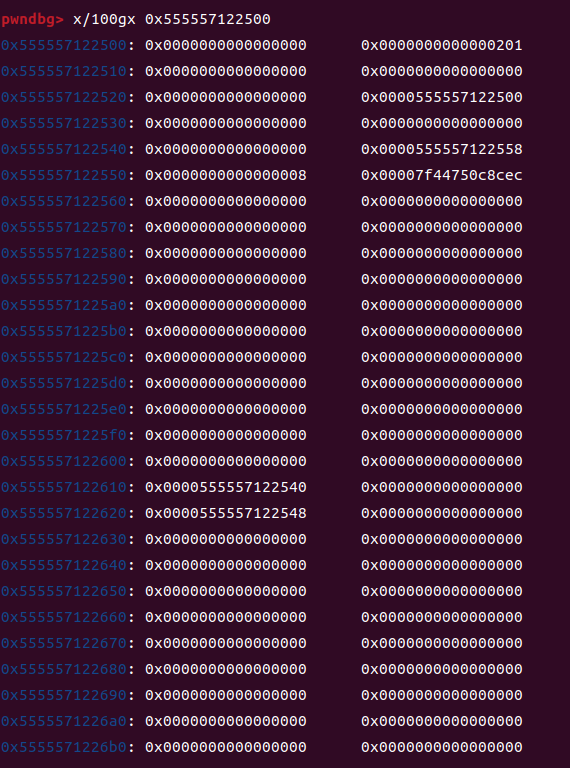 pwndbg> x/100gx 0x555557122500
0x555557122500: 0x0000000000000000 0x0000000000000201
0x555557122510: 0x0000000000000000 0x0000000000000000
0x555557122520: 0x0000000000000000 0x0000555557122500
0x555557122530: 0x0000000000000000 0x0000000000000000
0x555557122540: 0x0000000000000000 0x0000555557122558
0x555557122550: 0x0000000000000008 0x00007f44750c8cec
0x555557122560: 0x0000000000000000 0x0000000000000000
0x555557122570: 0x0000000000000000 0x0000000000000000
0x555557122580: 0x0000000000000000 0x0000000000000000
0x555557122590: 0x0000000000000000 0x0000000000000000
0x5555571225a0: 0x0000000000000000 0x0000000000000000
0x5555571225b0: 0x0000000000000000 0x0000000000000000
0x5555571225c0: 0x0000000000000000 0x0000000000000000
0x5555571225d0: 0x0000000000000000 0x0000000000000000
0x5555571225e0: 0x0000000000000000 0x0000000000000000
0x5555571225f0: 0x0000000000000000 0x0000000000000000
0x555557122600: 0x0000000000000000 0x0000000000000000
0x555557122610: 0x0000555557122540 0x0000000000000000
0x555557122620: 0x0000555557122548 0x0000000000000000
0x555557122630: 0x0000000000000000 0x0000000000000000
0x555557122640: 0x0000000000000000 0x0000000000000000
0x555557122650: 0x0000000000000000 0x0000000000000000
0x555557122660: 0x0000000000000000 0x0000000000000000
0x555557122670: 0x0000000000000000 0x0000000000000000
0x555557122680: 0x0000000000000000 0x0000000000000000
0x555557122690: 0x0000000000000000 0x0000000000000000
0x5555571226a0: 0x0000000000000000 0x0000000000000000
0x5555571226b0: 0x0000000000000000 0x0000000000000000